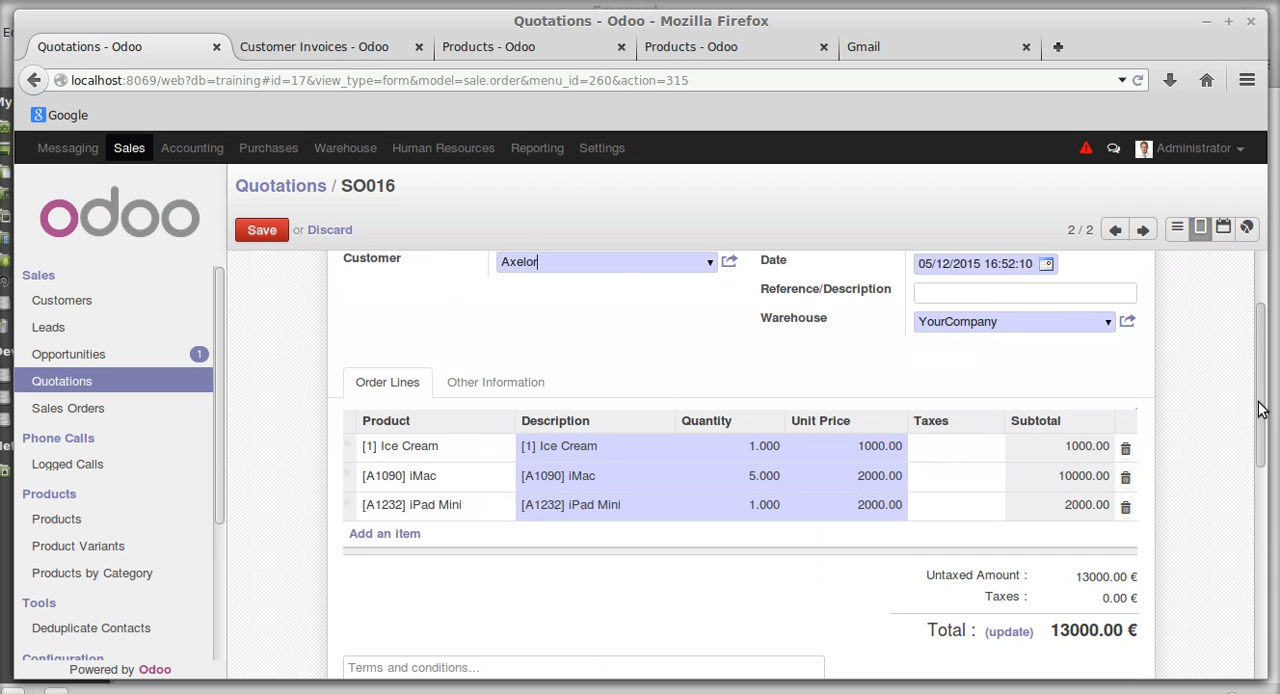 Quotations - Odoo - Mozilla Firefox
Quotations - Odoo
Customer Invoices - Odoo
Products - Odoo
Products - Odoo
Gmail
localhost:8069/web?db=training#id=17&view_type=form&model=sale.order&menu_id=260&action=315
Google
Messaging Sales Accounting Purchases Warehouse Human Resources Reporting Settings Administrator
odoo
Quotations / SO016
Save or Discard
2 / 2
Sales
Customers
Leads
Opportunities 1
Quotations
Sales Orders
Phone Calls
Logged Calls
Products
Products
Product Variants
Products by Category
Tools
Deduplicate Contacts
Configuration
Powered by Odoo
Customer Axelor
Date 05/12/2015 16:52:10
Reference/Description
Warehouse YourCompany
Order Lines Other Information
Product Description Quantity Unit Price Taxes Subtotal
[1] Ice Cream [1] Ice Cream 1.000 1000.00 1000.00
[A1090] iMac [A1090] iMac 5.000 2000.00 10000.00
[A1232] iPad Mini [A1232] iPad Mini 1.000 2000.00 2000.00
Add an item
Untaxed Amount : 13000.00 €
Taxes : 0.00 €
Total : (update) 13000.00 €
Terms and conditions...